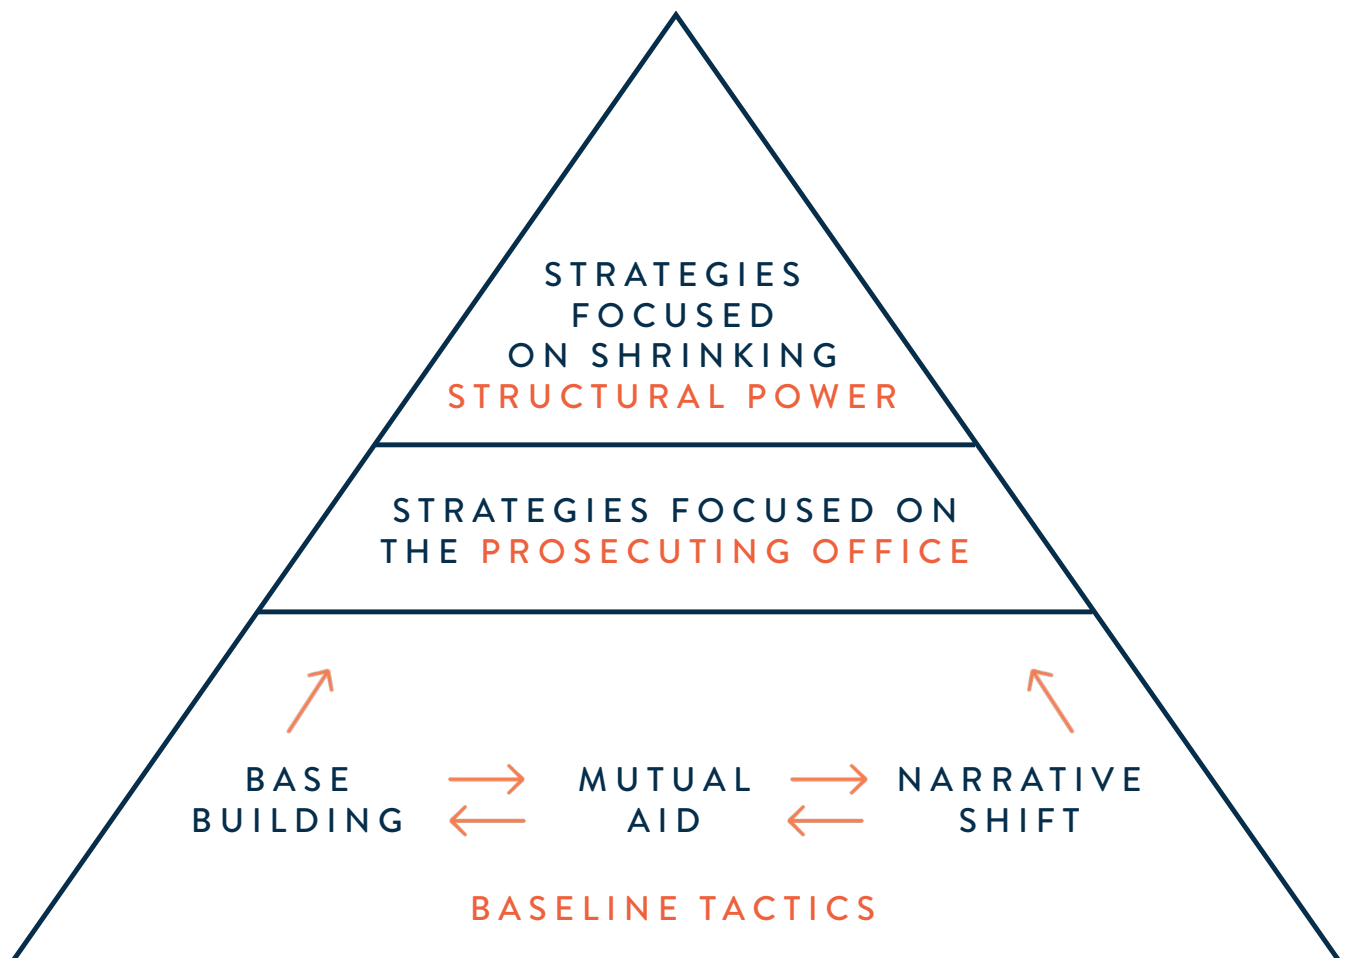 STRATEGIES
FOCUSED
ON SHRINKING
STRUCTURAL POWER
STRATEGIES FOCUSED ON
THE PROSECUTING OFFICE
BASE
BUILDING
MUTUAL
AID
NARRATIVE
SHIFT
BASELINE TACTICS